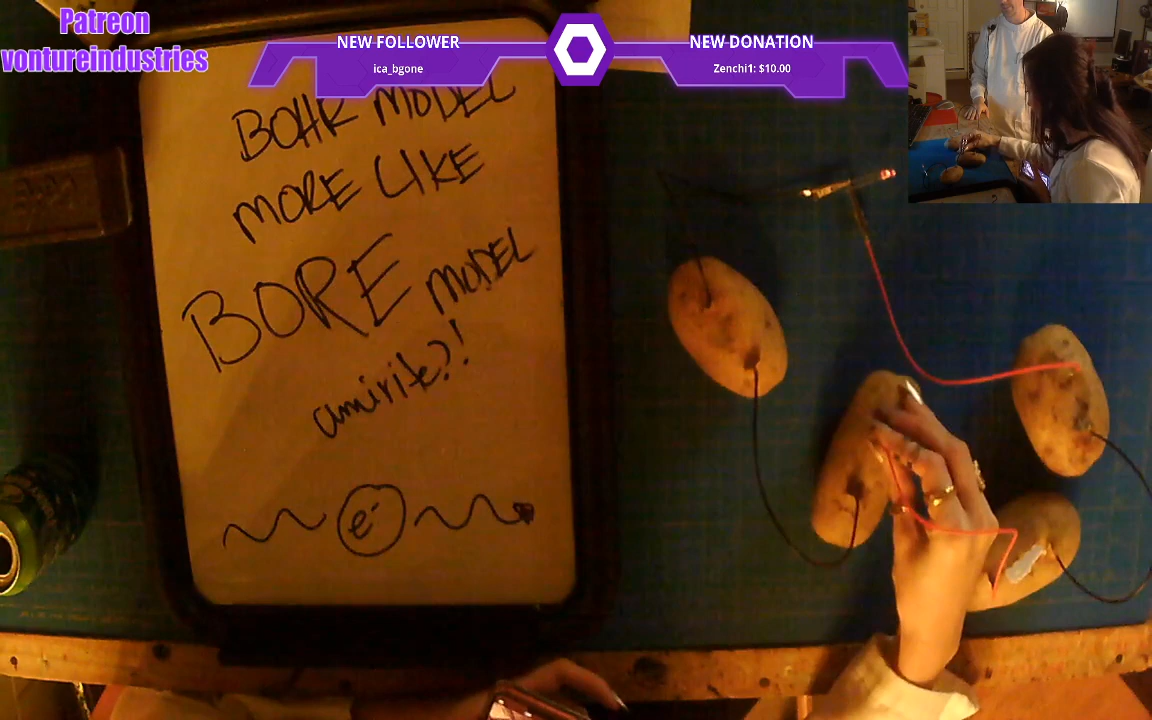 Patreon
vontureindustries
NEW FOLLOWER
ica_bgone
NEW DONATION
Zenchi1: $10.00
BOHR MODEL
MORE LIKE
BORE MODEL
amirite?!
e-